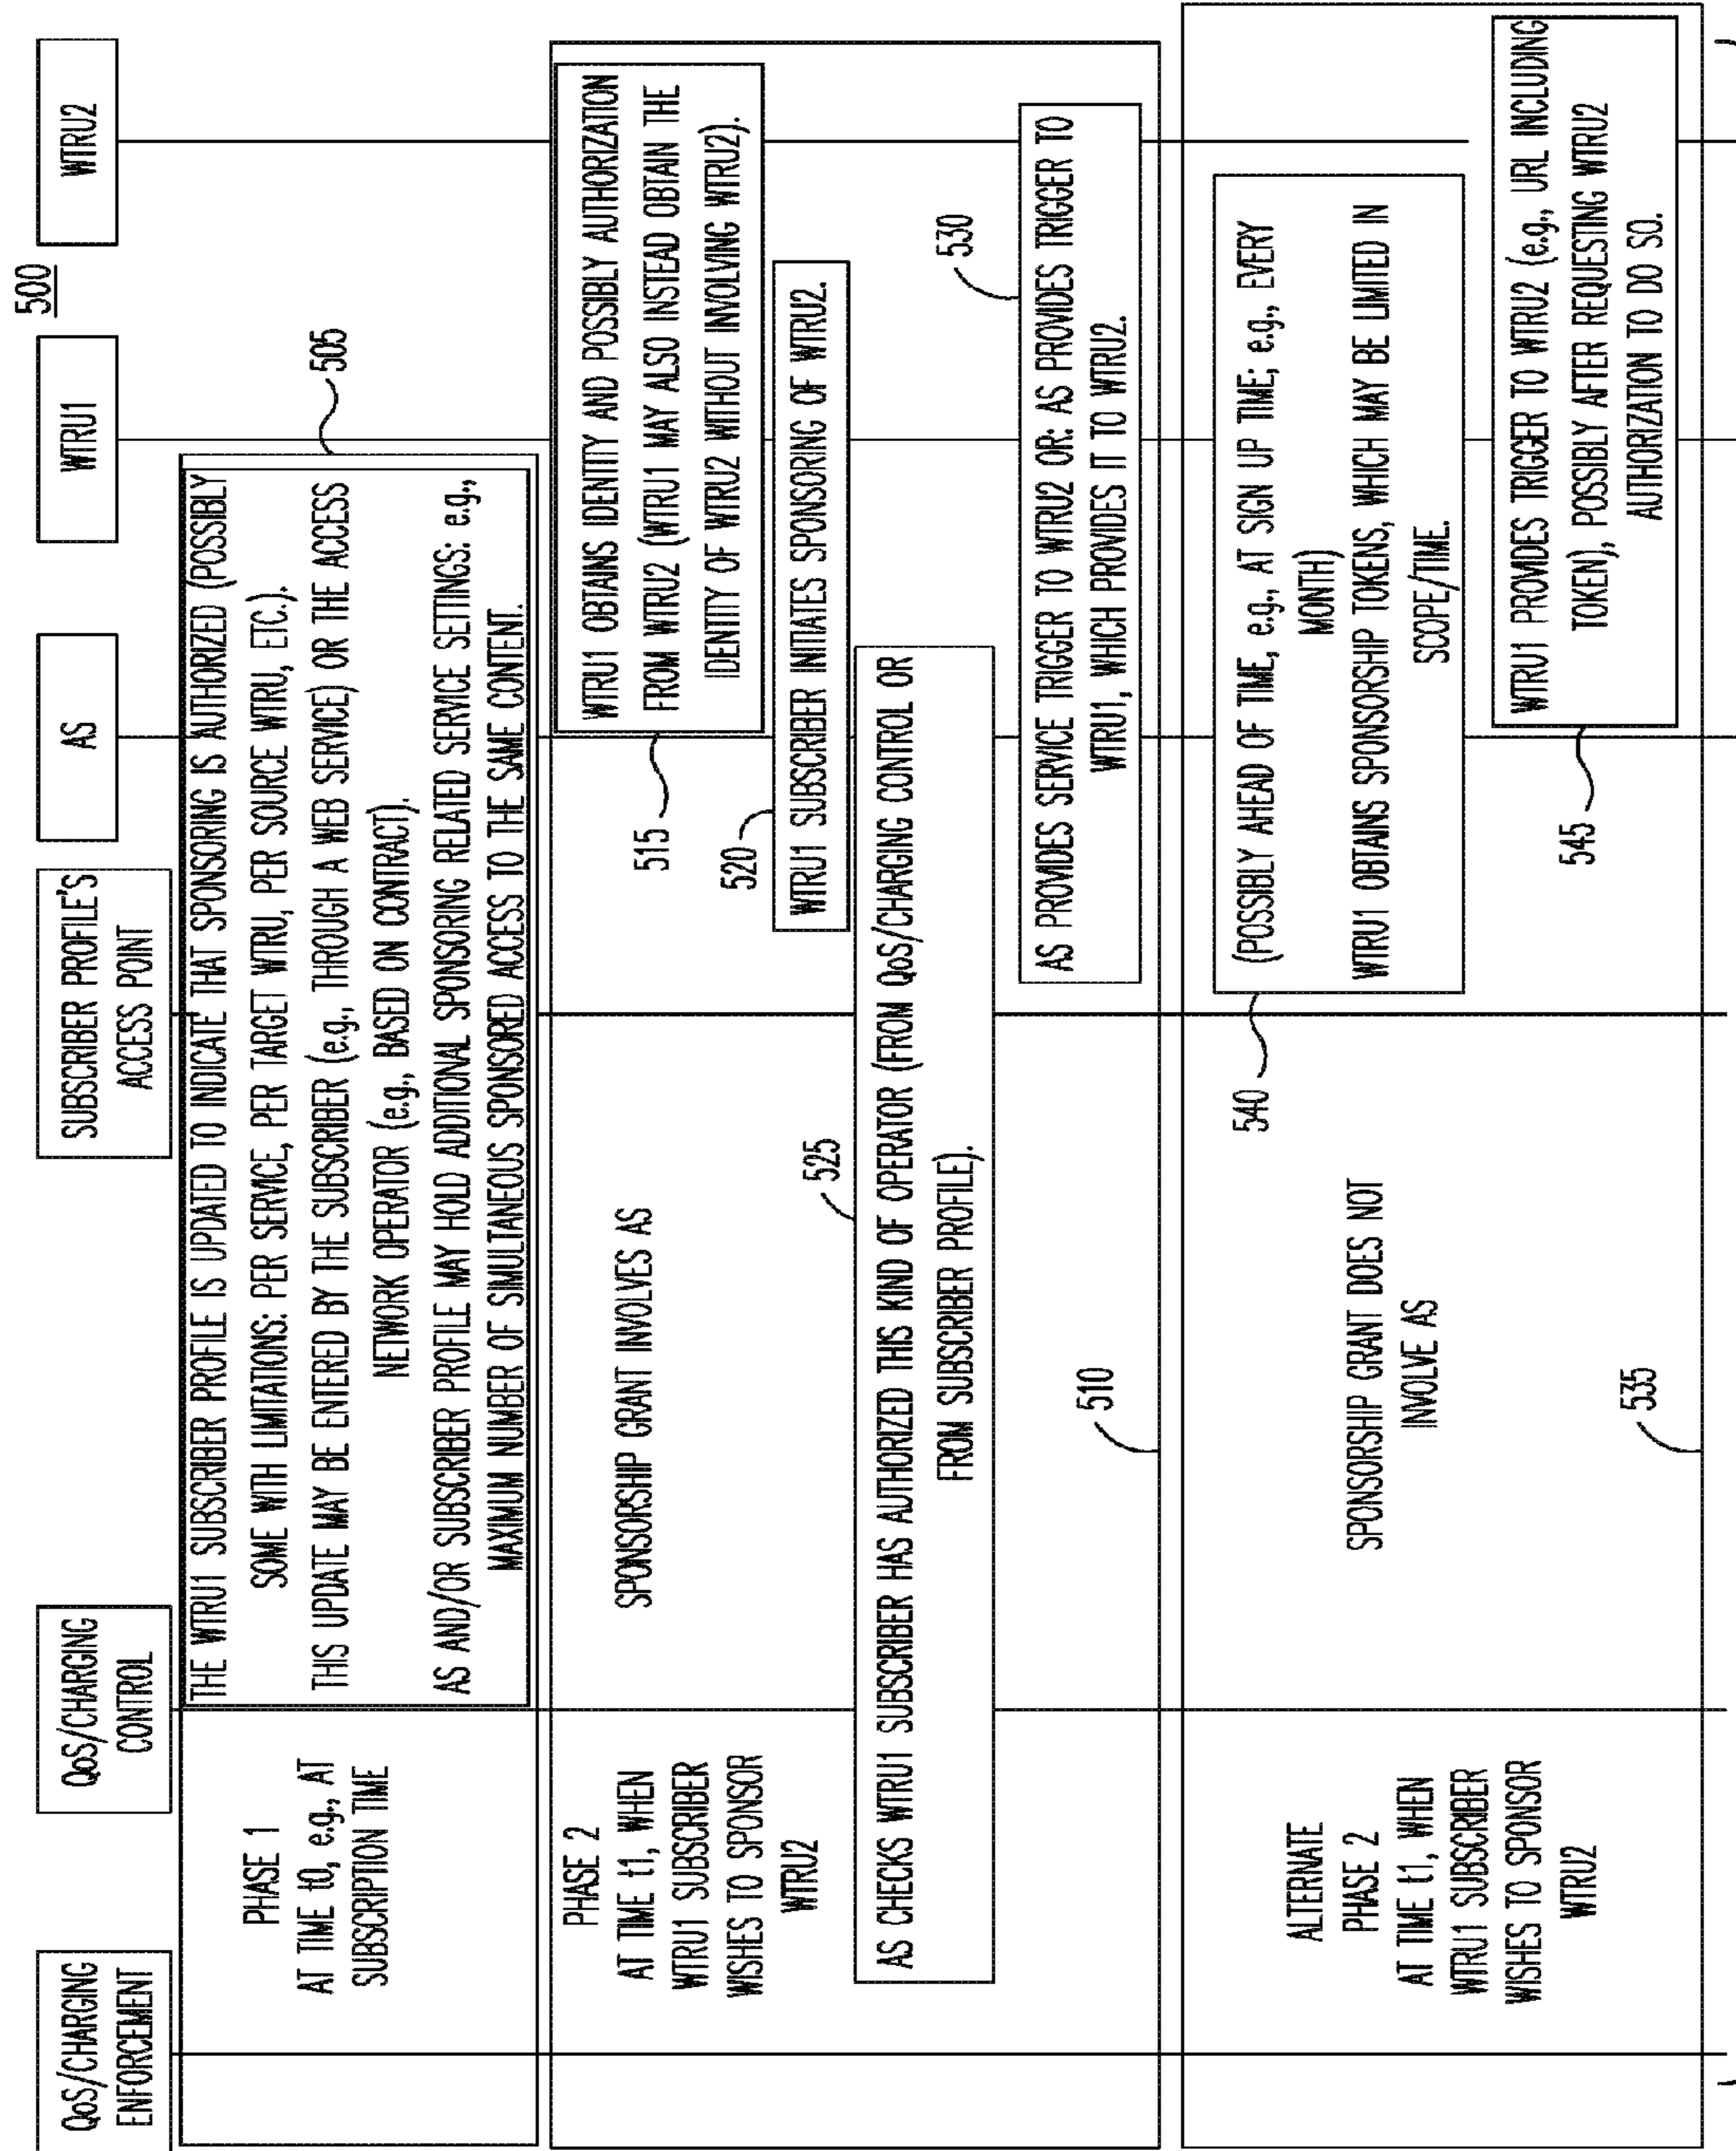 500
QoS/CHARGING
ENFORCEMENT
QoS/CHARGING
CONTROL
SUBSCRIBER PROFILE'S
ACCESS POINT
AS
WTRU1
WTRU2
PHASE 1
AT TIME t0, e.g., AT
SUBSCRIPTION TIME
THE WTRU1 SUBSCRIBER PROFILE IS UPDATED TO INDICATE THAT SPONSORING IS AUTHORIZED (POSSIBLY
SOME WITH LIMITATIONS: PER SERVICE, PER TARGET WTRU, PER SOURCE WTRU, ETC.).
THIS UPDATE MAY BE ENTERED BY THE SUBSCRIBER (e.g., THROUGH A WEB SERVICE) OR THE ACCESS
NETWORK OPERATOR (e.g., BASED ON CONTRACT).
AS AND/OR SUBSCRIBER PROFILE MAY HOLD ADDITIONAL SPONSORING RELATED SERVICE SETTINGS: e.g.,
MAXIMUM NUMBER OF SIMULTANEOUS SPONSORED ACCESS TO THE SAME CONTENT.
505
PHASE 2
AT TIME t1, WHEN
WTRU1 SUBSCRIBER
WISHES TO SPONSOR
WTRU2
SPONSORSHIP GRANT INVOLVES AS
WTRU1 OBTAINS IDENTITY AND POSSIBLY AUTHORIZATION
FROM WTRU2 (WTRU1 MAY ALSO INSTEAD OBTAIN THE
IDENTITY OF WTRU2 WITHOUT INVOLVING WTRU2).
515
520
WTRU1 SUBSCRIBER INITIATES SPONSORING OF WTRU2.
525
AS CHECKS WTRU1 SUBSCRIBER HAS AUTHORIZED THIS KIND OF OPERATOR (FROM QoS/CHARGING CONTROL OR
FROM SUBSCRIBER PROFILE).
530
AS PROVIDES SERVICE TRIGGER TO WTRU2 OR: AS PROVIDES TRIGGER TO
WTRU1, WHICH PROVIDES IT TO WTRU2.
510
ALTERNATE
PHASE 2
AT TIME t1, WHEN
WTRU1 SUBSCRIBER
WISHES TO SPONSOR
WTRU2
SPONSORSHIP GRANT DOES NOT
INVOLVE AS
540
(POSSIBLY AHEAD OF TIME, e.g., AT SIGN UP TIME; e.g., EVERY
MONTH)
WTRU1 OBTAINS SPONSORSHIP TOKENS, WHICH MAY BE LIMITED IN
SCOPE/TIME.
545
WTRU1 PROVIDES TRIGGER TO WTRU2 (e.g., URL INCLUDING
TOKEN), POSSIBLY AFTER REQUESTING WTRU2
AUTHORIZATION TO DO SO.
535